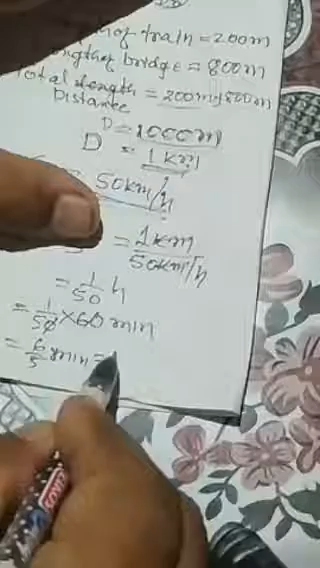 of train = 200m
of bridge = 800m
Total length = 200m+800m
Distance
D = 1000m
D = 1km
50km/h
= 1km/50km/h
= 1/50 h
= 1/50 × 60 min
= 6/5 min =